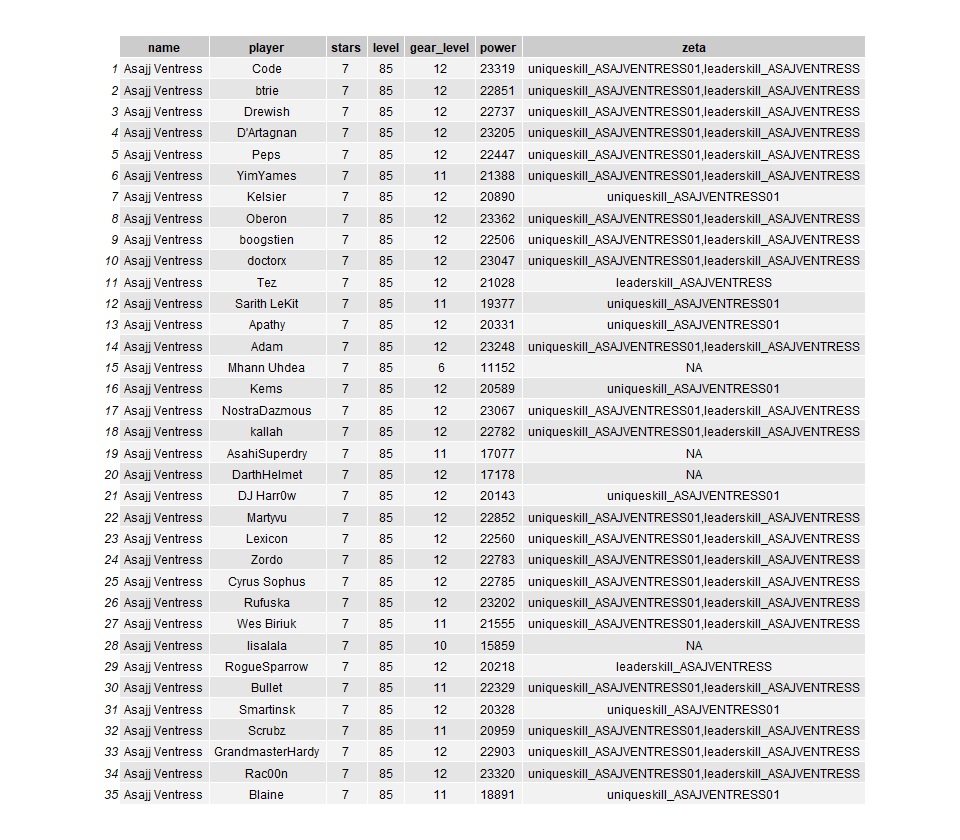 name player stars level gear_level power zeta
1 Asajj Ventress Code 7 85 12 23319 uniqueskill_ASAJVENTRESS01,leaderskill_ASAJVENTRESS
2 Asajj Ventress btrie 7 85 12 22851 uniqueskill_ASAJVENTRESS01,leaderskill_ASAJVENTRESS
3 Asajj Ventress Drewish 7 85 12 22737 uniqueskill_ASAJVENTRESS01,leaderskill_ASAJVENTRESS
4 Asajj Ventress D'Artagnan 7 85 12 23205 uniqueskill_ASAJVENTRESS01,leaderskill_ASAJVENTRESS
5 Asajj Ventress Peps 7 85 12 22447 uniqueskill_ASAJVENTRESS01,leaderskill_ASAJVENTRESS
6 Asajj Ventress YimYames 7 85 11 21388 uniqueskill_ASAJVENTRESS01,leaderskill_ASAJVENTRESS
7 Asajj Ventress Kelsier 7 85 12 20890 uniqueskill_ASAJVENTRESS01
8 Asajj Ventress Oberon 7 85 12 23362 uniqueskill_ASAJVENTRESS01,leaderskill_ASAJVENTRESS
9 Asajj Ventress boogstien 7 85 12 22506 uniqueskill_ASAJVENTRESS01,leaderskill_ASAJVENTRESS
10 Asajj Ventress doctorx 7 85 12 23047 uniqueskill_ASAJVENTRESS01,leaderskill_ASAJVENTRESS
11 Asajj Ventress Tez 7 85 12 21028 leaderskill_ASAJVENTRESS
12 Asajj Ventress Sarith LeKit 7 85 11 19377 uniqueskill_ASAJVENTRESS01
13 Asajj Ventress Apathy 7 85 12 20331 uniqueskill_ASAJVENTRESS01
14 Asajj Ventress Adam 7 85 12 23248 uniqueskill_ASAJVENTRESS01,leaderskill_ASAJVENTRESS
15 Asajj Ventress Mhann Uhdea 7 85 6 11152 NA
16 Asajj Ventress Kems 7 85 12 20589 uniqueskill_ASAJVENTRESS01
17 Asajj Ventress NostraDazmous 7 85 12 23067 uniqueskill_ASAJVENTRESS01,leaderskill_ASAJVENTRESS
18 Asajj Ventress kallah 7 85 12 22782 uniqueskill_ASAJVENTRESS01,leaderskill_ASAJVENTRESS
19 Asajj Ventress AsahiSuperdry 7 85 11 17077 NA
20 Asajj Ventress DarthHelmet 7 85 12 17178 NA
21 Asajj Ventress DJ Harr0w 7 85 12 20143 uniqueskill_ASAJVENTRESS01
22 Asajj Ventress Martyvu 7 85 12 22852 uniqueskill_ASAJVENTRESS01,leaderskill_ASAJVENTRESS
23 Asajj Ventress Lexicon 7 85 12 22560 uniqueskill_ASAJVENTRESS01,leaderskill_ASAJVENTRESS
24 Asajj Ventress Zordo 7 85 12 22783 uniqueskill_ASAJVENTRESS01,leaderskill_ASAJVENTRESS
25 Asajj Ventress Cyrus Sophus 7 85 12 22785 uniqueskill_ASAJVENTRESS01,leaderskill_ASAJVENTRESS
26 Asajj Ventress Rufuska 7 85 12 23202 uniqueskill_ASAJVENTRESS01,leaderskill_ASAJVENTRESS
27 Asajj Ventress Wes Biriuk 7 85 11 21555 uniqueskill_ASAJVENTRESS01,leaderskill_ASAJVENTRESS
28 Asajj Ventress lisalala 7 85 10 15859 NA
29 Asajj Ventress RogueSparrow 7 85 12 20218 leaderskill_ASAJVENTRESS
30 Asajj Ventress Bullet 7 85 11 22329 uniqueskill_ASAJVENTRESS01,leaderskill_ASAJVENTRESS
31 Asajj Ventress Smartinsk 7 85 12 20328 uniqueskill_ASAJVENTRESS01
32 Asajj Ventress Scrubz 7 85 11 20959 uniqueskill_ASAJVENTRESS01,leaderskill_ASAJVENTRESS
33 Asajj Ventress GrandmasterHardy 7 85 12 22903 uniqueskill_ASAJVENTRESS01,leaderskill_ASAJVENTRESS
34 Asajj Ventress Rac00n 7 85 12 23320 uniqueskill_ASAJVENTRESS01,leaderskill_ASAJVENTRESS
35 Asajj Ventress Blaine 7 85 11 18891 uniqueskill_ASAJVENTRESS01